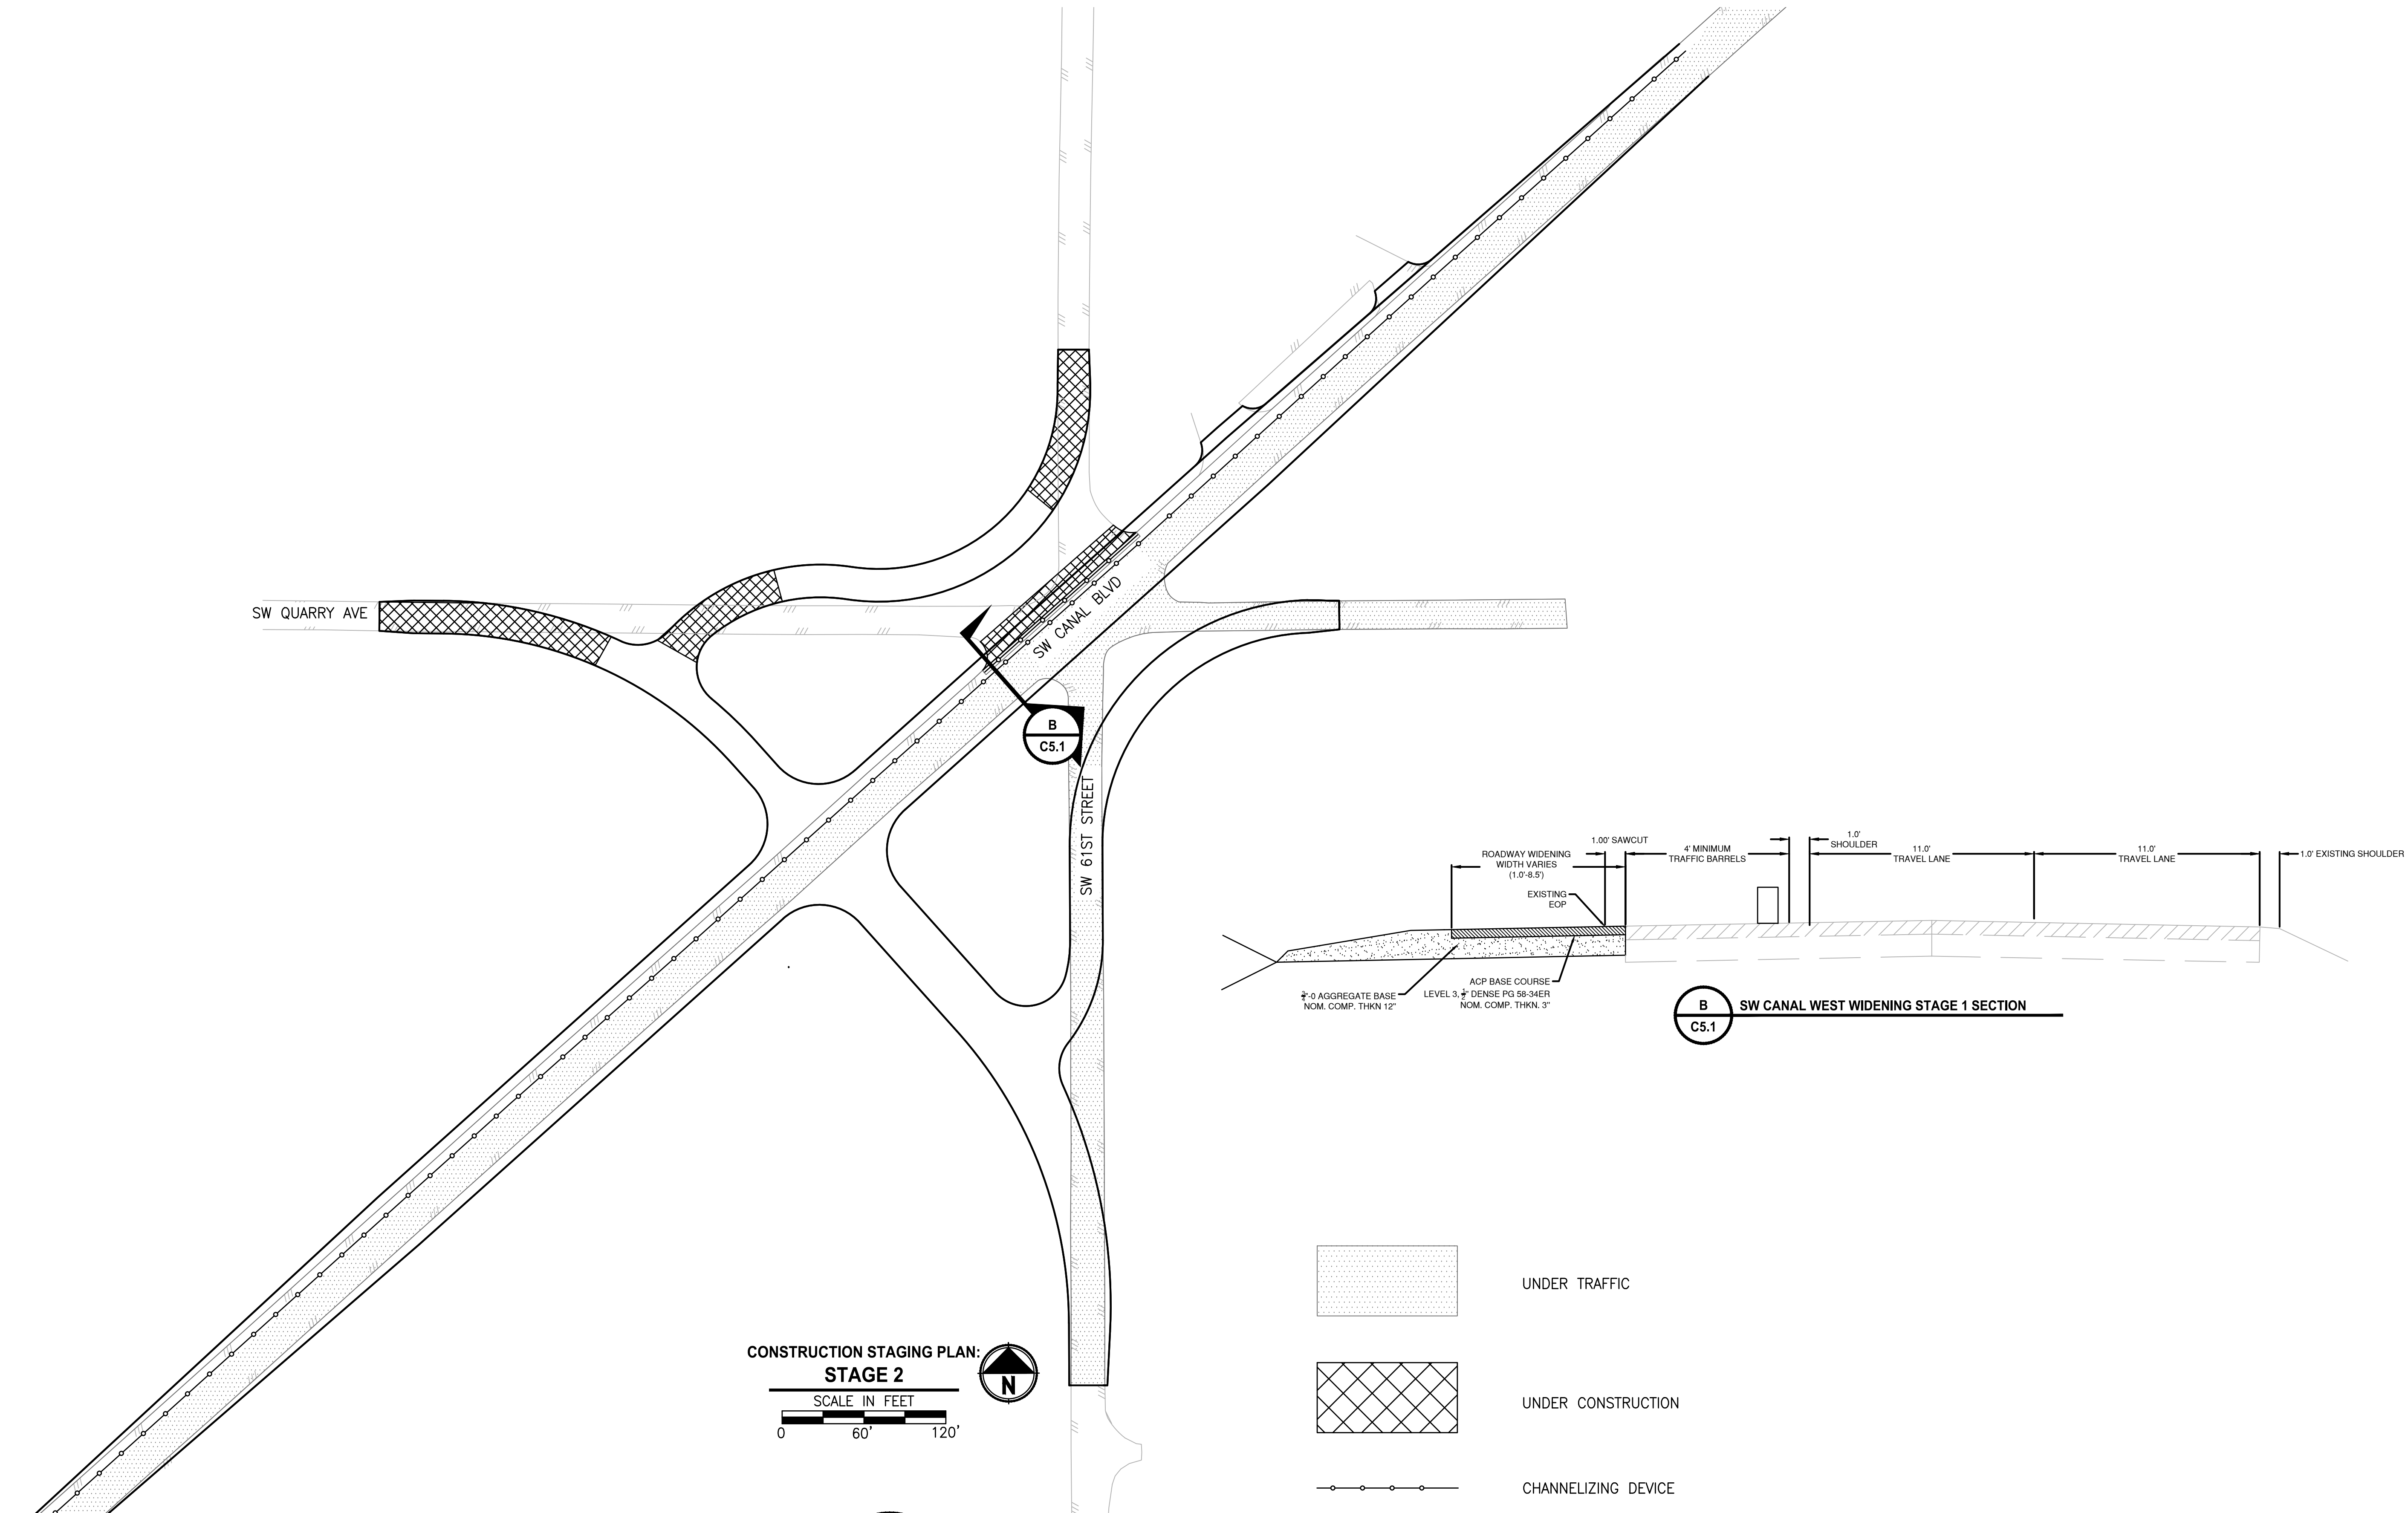 SW QUARRY AVE
SW CANAL BLVD
B
C5.1
SW 61ST STREET
1.00' SAWCUT
ROADWAY WIDENING
WIDTH VARIES
(1.0'-8.5')
4' MINIMUM
TRAFFIC BARRELS
1.0'
SHOULDER
11.0'
TRAVEL LANE
11.0'
TRAVEL LANE
1.0' EXISTING SHOULDER
EXISTING
EOP
ACP BASE COURSE
LEVEL 3, ½" DENSE PG 58-34ER
NOM. COMP. THKN. 3"
"-0 AGGREGATE BASE
NOM. COMP. THKN 12"
B
C5.1
SW CANAL WEST WIDENING STAGE 1 SECTION
UNDER TRAFFIC
UNDER CONSTRUCTION
CHANNELIZING DEVICE
CONSTRUCTION STAGING PLAN:
STAGE 2
SCALE IN FEET
0 60' 120'
N